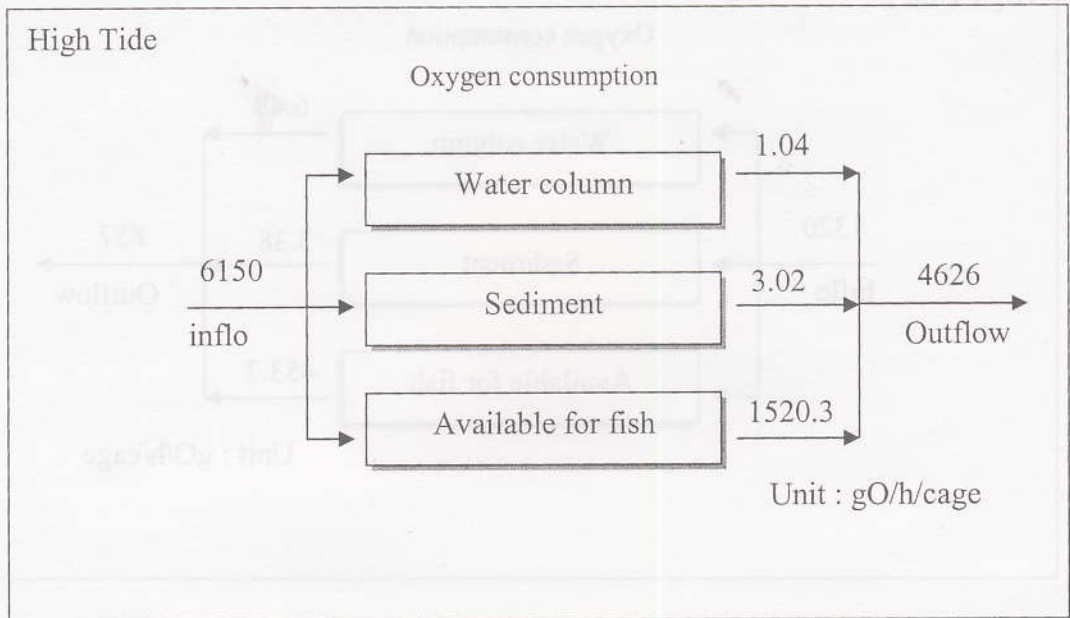 High Tide
Oxygen consumption
Water column
1.04
6150
inflo
Sediment
3.02
4626
Outflow
Available for fish
1520.3
Unit : gO/h/cage